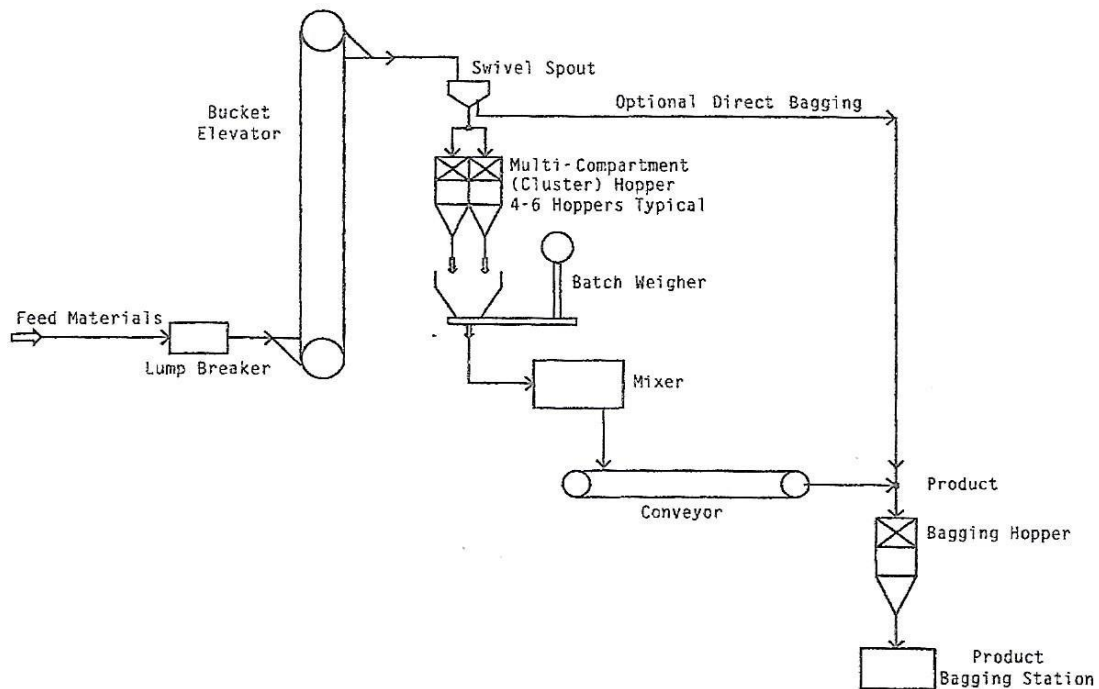 Swivel Spout
Bucket
Elevator
Optional Direct Bagging
Multi-Compartment
(Cluster) Hopper
4-6 Hoppers Typical
Batch Weigher
Feed Materials
Lump Breaker
Mixer
Conveyor
Product
Bagging Hopper
Product
Bagging Station